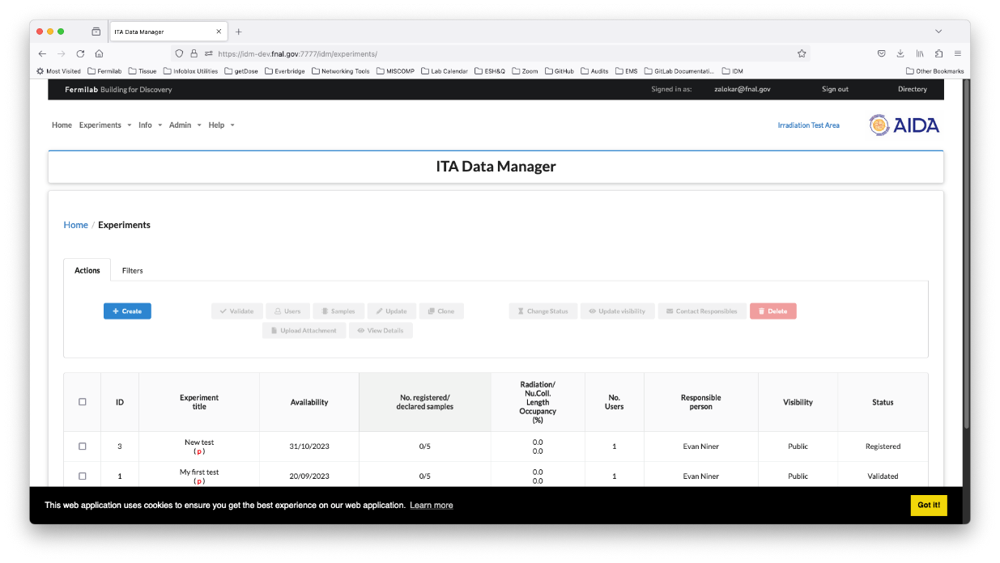 ITA Data Manager
https://idm-dev.fnal.gov:7777/idm/experiments/
Most Visited Fermilab Tissue Infoblox Utilities getDose Everbridge Networking Tools MISCOMP Lab Calendar ESH&Q Zoom GitHub Audits EMS GitLab Documentati... IDM Other Bookmarks
Fermilab Building for Discovery Signed in as: zalokar@fnal.gov Sign out Directory
Home Experiments Info Admin Help Irradiation Test Area AIDA
ITA Data Manager
Home / Experiments
Actions Filters
Create Validate Users Samples Update Clone Change Status Update visibility Contact Responsibles Delete
Upload Attachment View Details
ID Experiment title Availability No. registered/ declared samples Radiation/ Nu.Coll. Length Occupancy (%) No. Users Responsible person Visibility Status
3 New test (p) 31/10/2023 0/5 0.0 0.0 1 Evan Niner Public Registered
1 My first test (p) 20/09/2023 0/5 0.0 0.0 1 Evan Niner Public Validated
This web application uses cookies to ensure you get the best experience on our web application. Learn more Got it!